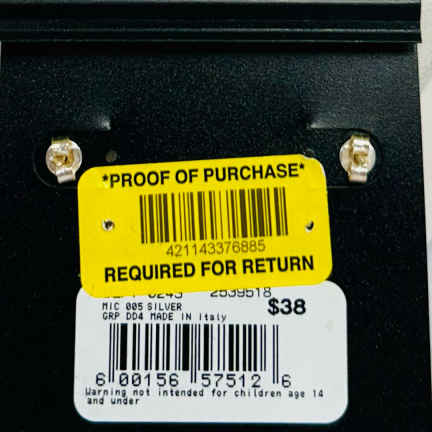 *PROOF OF PURCHASE*
421143376885
REQUIRED FOR RETURN
0243 2539518
MIC 005 SILVER $38
GRP DD4 MADE IN Italy
6 00156 57512 6
Warning not intended for children age 14
and under